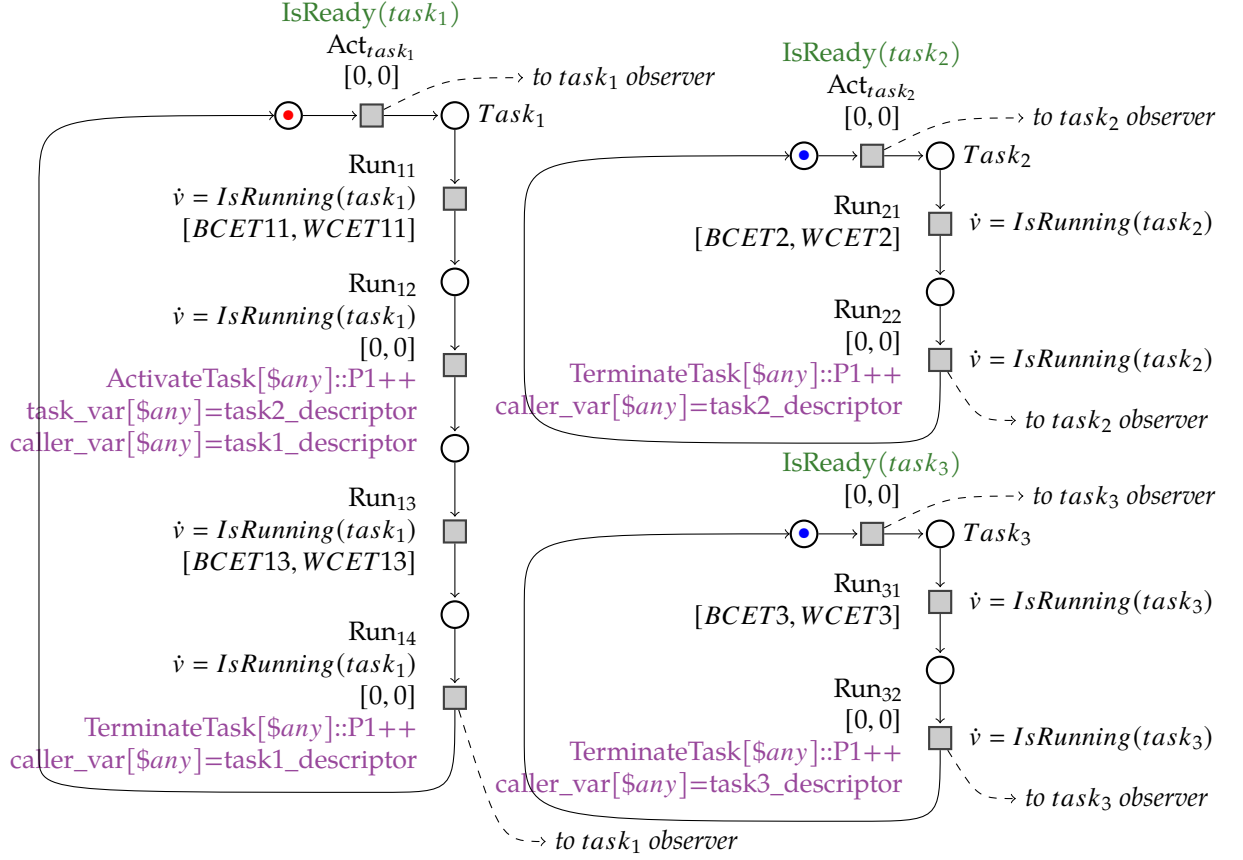 IsReady(task₁)
Act_task₁
[0, 0]
to task₁ observer
Task₁
Run₁₁
v̇ = IsRunning(task₁)
[BCET11, WCET11]
Run₁₂
v̇ = IsRunning(task₁)
[0, 0]
ActivateTask[$any]::P1++
task_var[$any]=task2_descriptor
caller_var[$any]=task1_descriptor
Run₁₃
v̇ = IsRunning(task₁)
[BCET13, WCET13]
Run₁₄
v̇ = IsRunning(task₁)
[0, 0]
TerminateTask[$any]::P1++
caller_var[$any]=task1_descriptor
to task₁ observer
IsReady(task₂)
Act_task₂
[0, 0]
to task₂ observer
Task₂
Run₂₁
[BCET2, WCET2]
v̇ = IsRunning(task₂)
Run₂₂
[0, 0]
v̇ = IsRunning(task₂)
TerminateTask[$any]::P1++
caller_var[$any]=task2_descriptor
to task₂ observer
IsReady(task₃)
[0, 0]
to task₃ observer
Task₃
Run₃₁
[BCET3, WCET3]
v̇ = IsRunning(task₃)
Run₃₂
[0, 0]
v̇ = IsRunning(task₃)
TerminateTask[$any]::P1++
caller_var[$any]=task3_descriptor
to task₃ observer